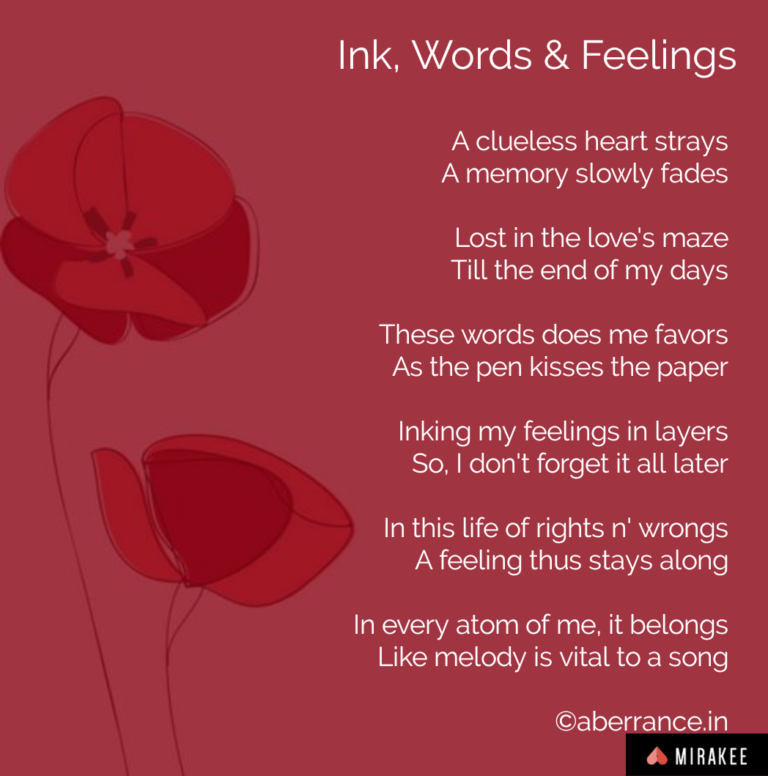 Ink, Words & Feelings
A clueless heart strays
A memory slowly fades
Lost in the love's maze
Till the end of my days
These words does me favors
As the pen kisses the paper
Inking my feelings in layers
So, I don't forget it all later
In this life of rights n' wrongs
A feeling thus stays along
In every atom of me, it belongs
Like melody is vital to a song
©aberrance.in
MIRAKEE